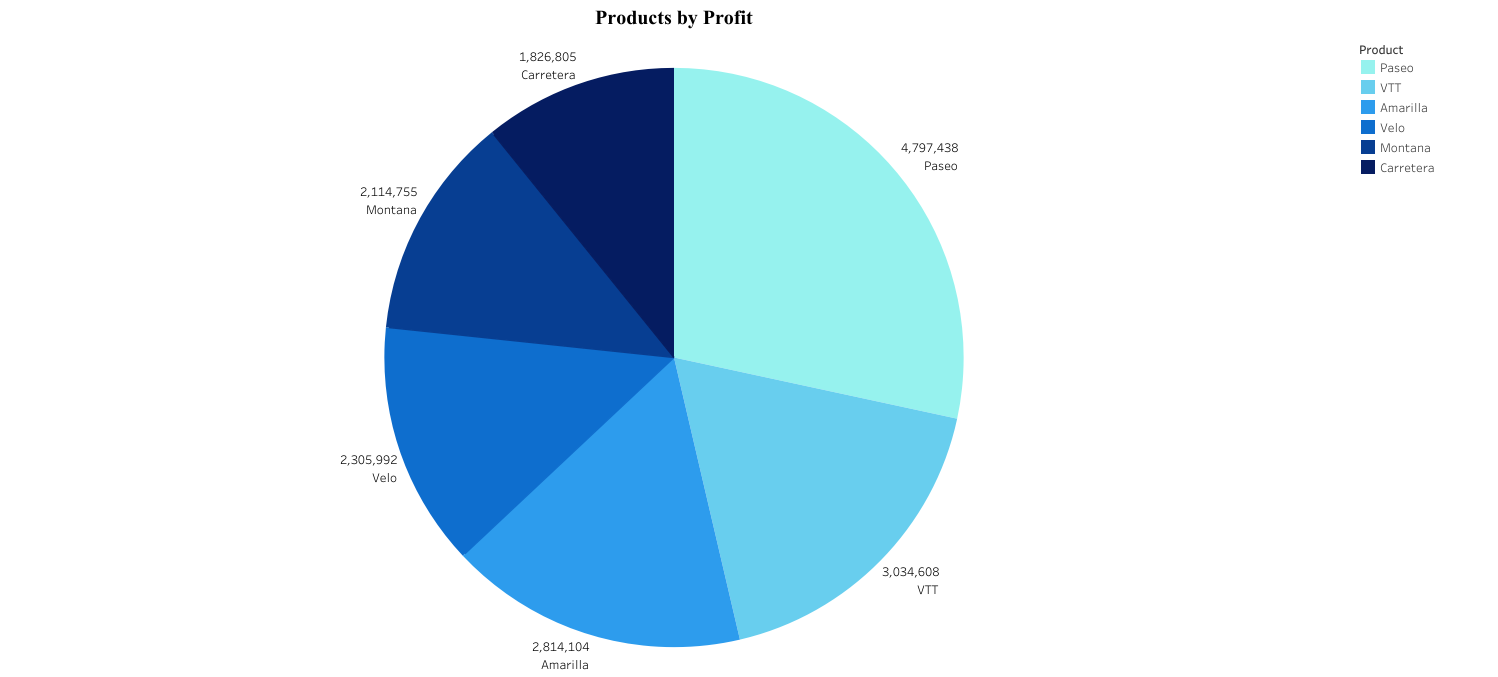 Products by Profit
1,826,805
Carretera
4,797,438
Paseo
2,114,755
Montana
2,305,992
Velo
3,034,608
VTT
2,814,104
Amarilla
Product
Paseo
VTT
Amarilla
Velo
Montana
Carretera